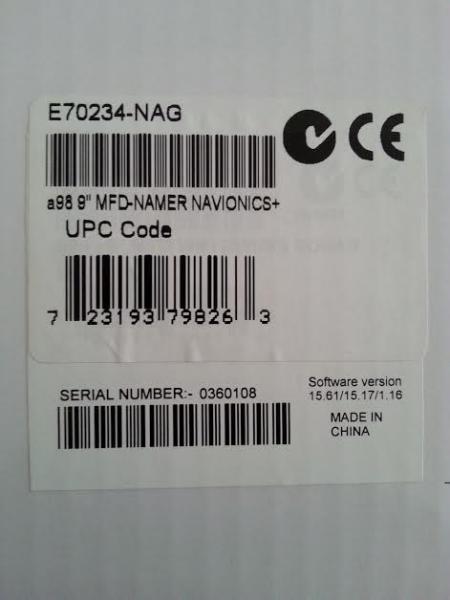 E70234-NAG
CE
a98 9" MFD-NAMER NAVIONICS+
UPC Code
7 23193 79826 3
SERIAL NUMBER:- 0360108
Software version
15.61/15.17/1.16
MADE IN
CHINA